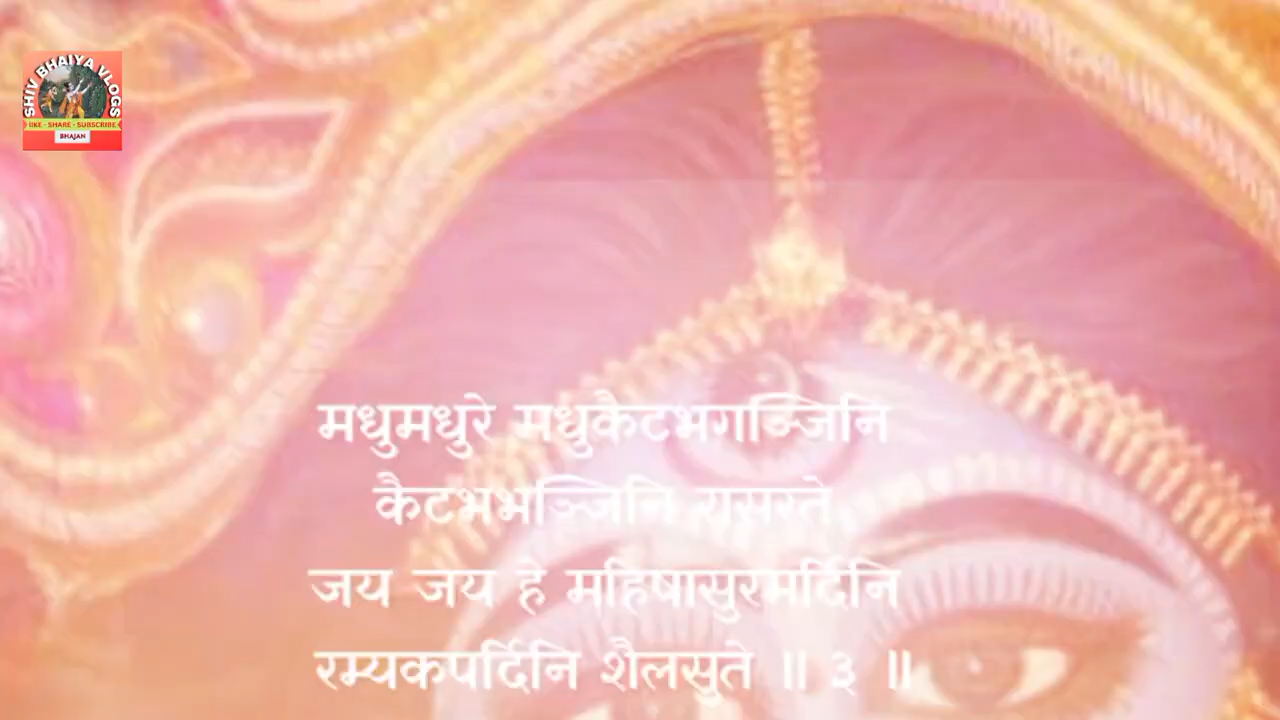 SHIV BHAIYA VLOGS
LIKE - SHARE - SUBSCRIBE
BHAJAN
मधुमधुरे मधुकैटभगञ्जिनि
कैटभभञ्जिनि रासरते
जय जय हे महिषासुरमर्दिनि
रम्यकपर्दिनि शैलसुते ॥ ३ ॥